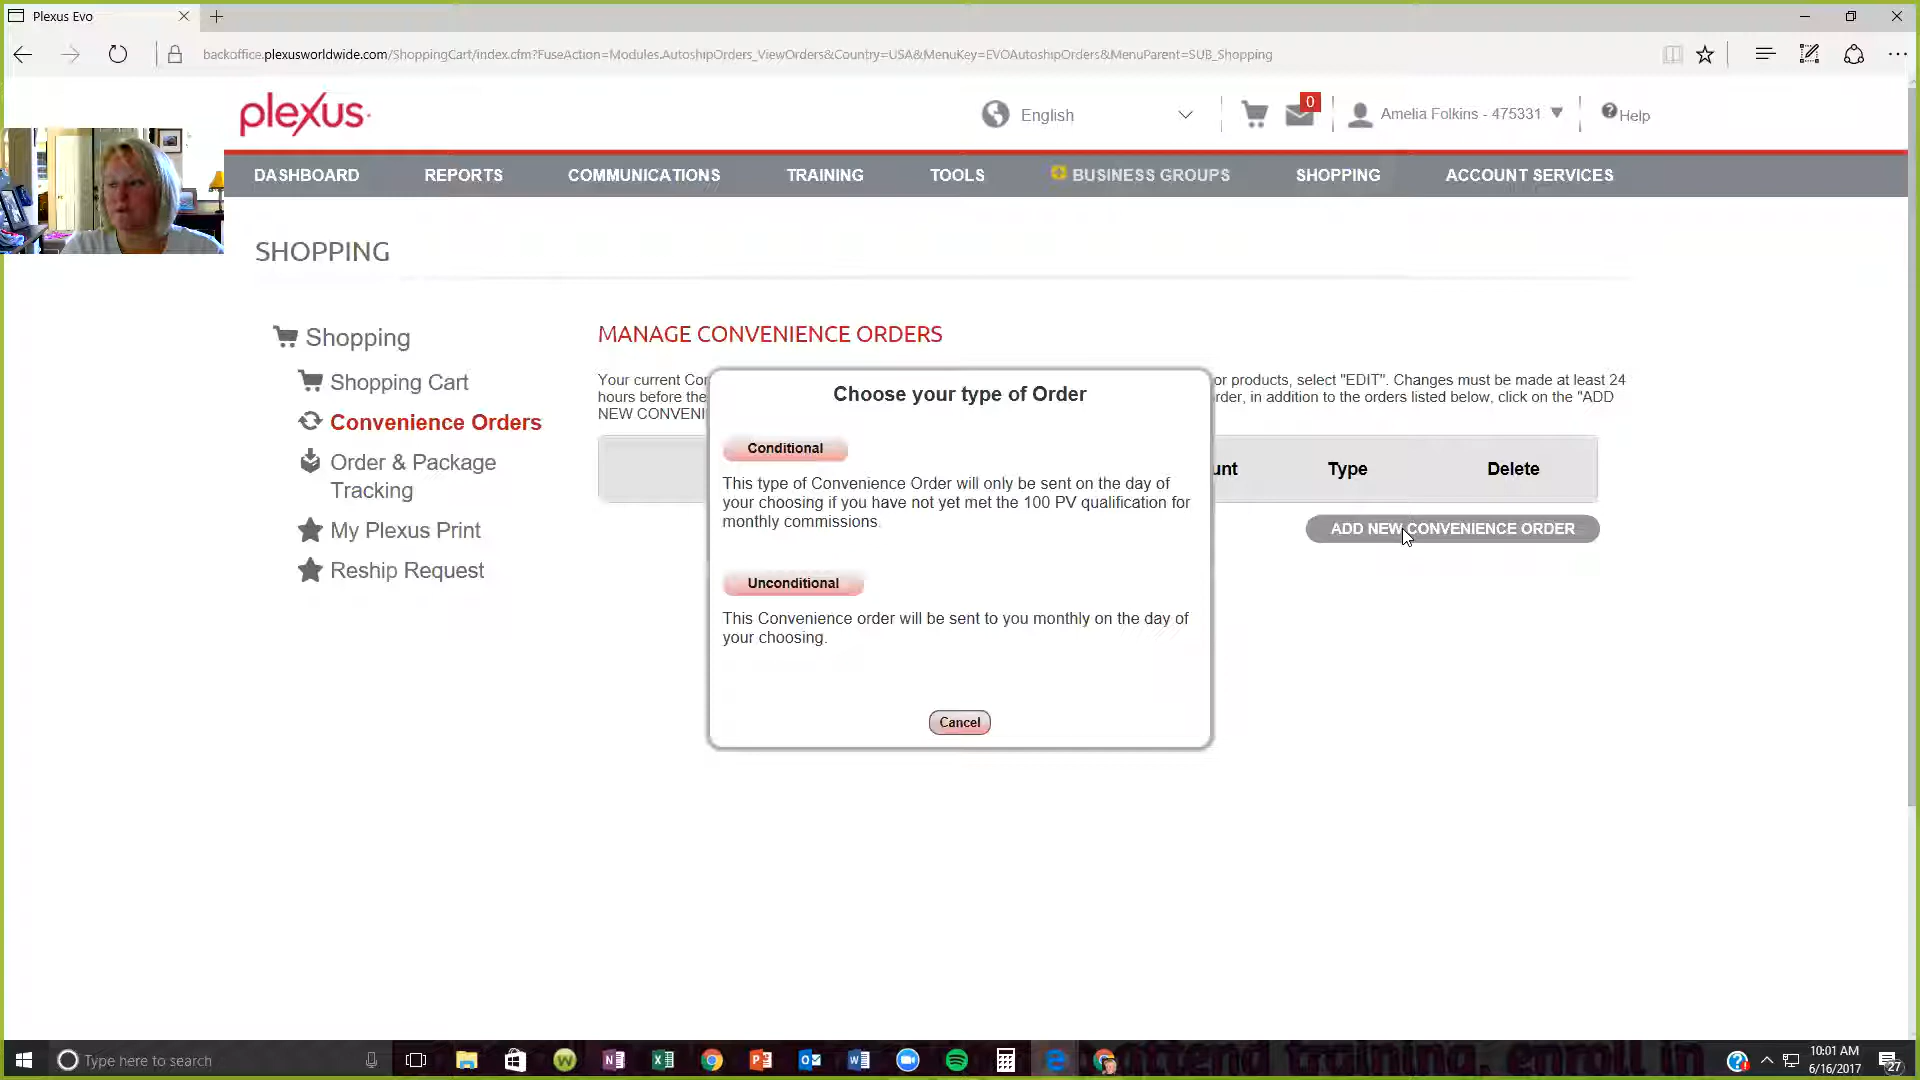 Plexus Evo
backoffice.plexusworldwide.com/ShoppingCart/index.cfm?FuseAction=Modules.AutoshipOrders_ViewOrders&Country=USA&MenuKey=EVOAutoshipOrders&MenuParent=SUB_Shopping
plexus
English
0
Amelia Folkins - 475331
Help
DASHBOARD REPORTS COMMUNICATIONS TRAINING TOOLS BUSINESS GROUPS SHOPPING ACCOUNT SERVICES
SHOPPING
Shopping
Shopping Cart
Convenience Orders
Order & Package
Tracking
My Plexus Print
Reship Request
MANAGE CONVENIENCE ORDERS
Your current Cor
or products, select "EDIT". Changes must be made at least 24
hours before the
rder, in addition to the orders listed below, click on the "ADD
NEW CONVENI
unt Type Delete
ADD NEW CONVENIENCE ORDER
Choose your type of Order
Conditional
This type of Convenience Order will only be sent on the day of
your choosing if you have not yet met the 100 PV qualification for
monthly commissions.
Unconditional
This Convenience order will be sent to you monthly on the day of
your choosing.
Cancel
Type here to search
training, enroll in
10:01 AM
6/16/2017
27